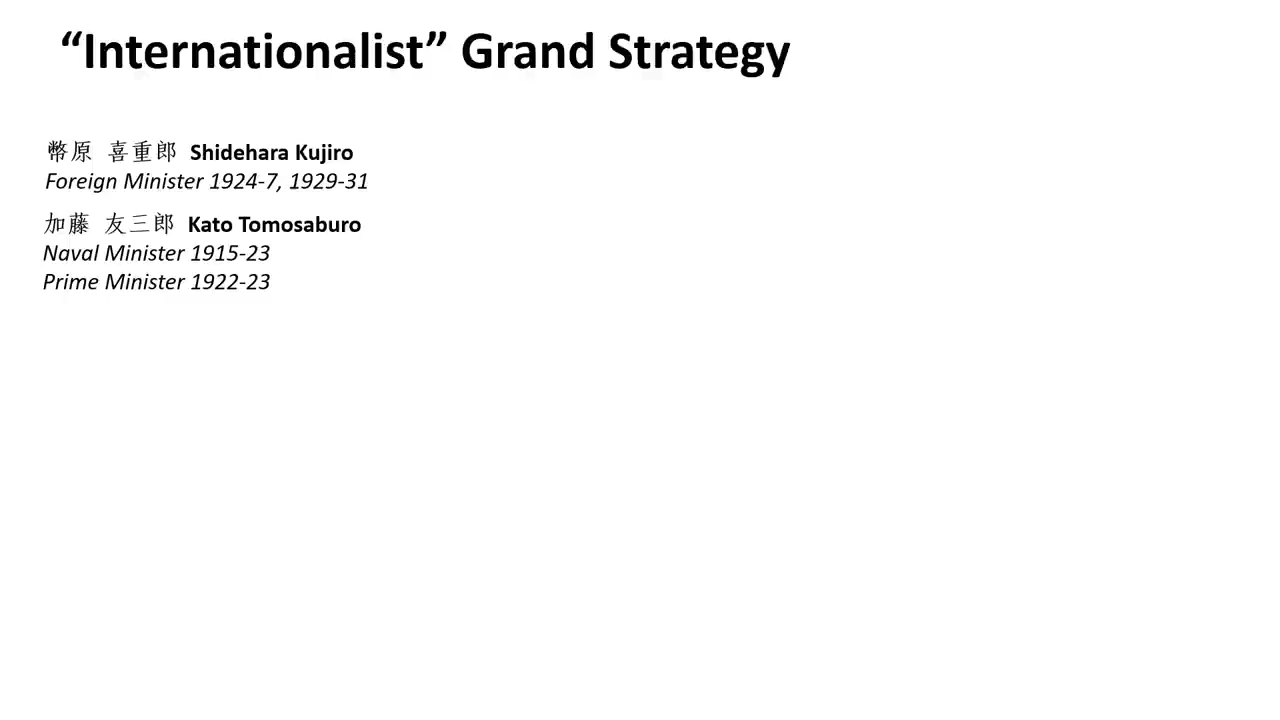 “Internationalist” Grand Strategy
幣原 喜重郎 Shidehara Kujiro
Foreign Minister 1924-7, 1929-31
加藤 友三郎 Kato Tomosaburo
Naval Minister 1915-23
Prime Minister 1922-23